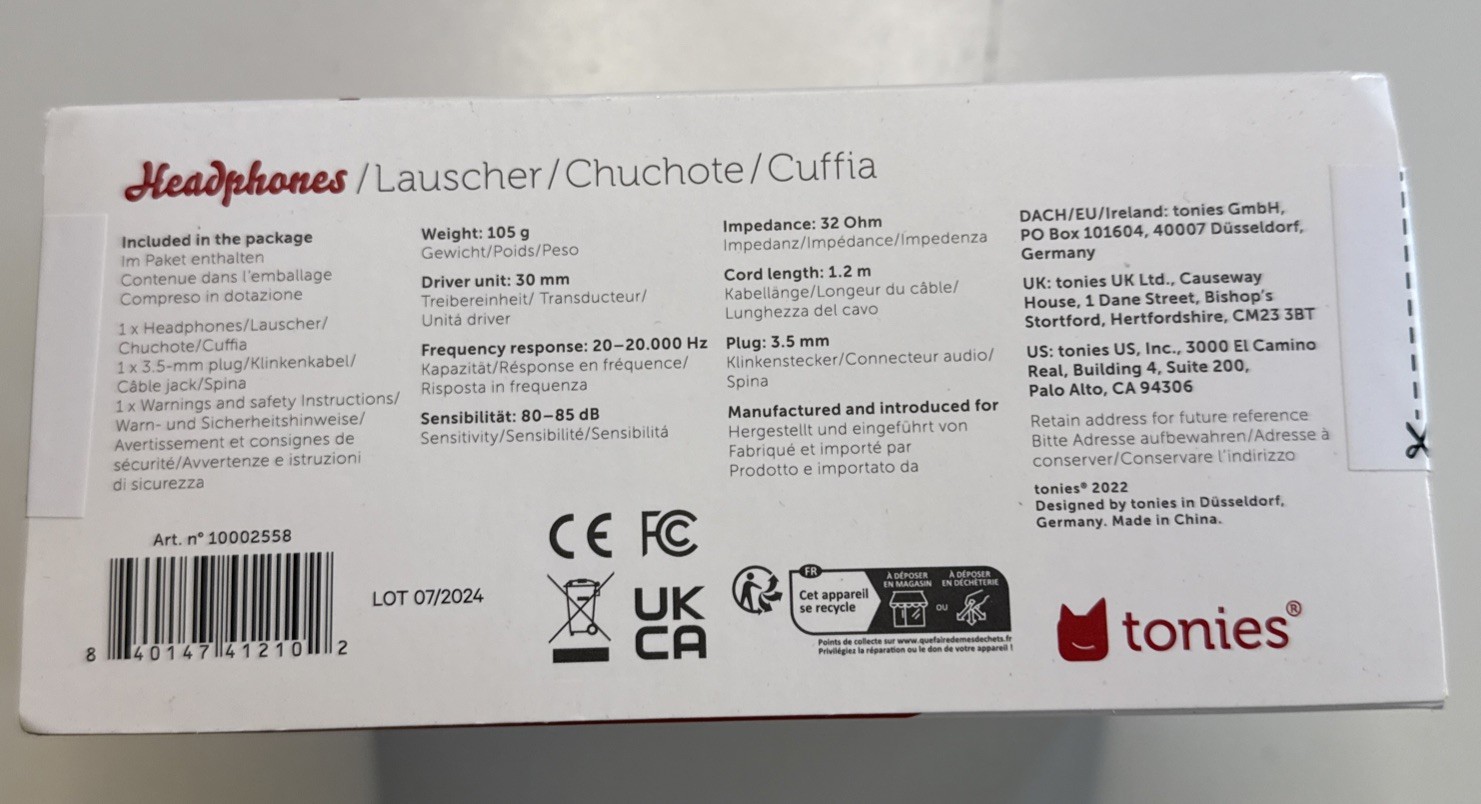 Headphones/Lauscher/Chuchote/Cuffia
Included in the package
Im Paket enthalten
Contenue dans l'emballage
Compreso in dotazione
1 x Headphones/Lauscher/
Chuchote/Cuffia
1 x 3.5-mm plug/Klinkenkabel/
Câble jack/Spina
1 x Warnings and safety Instructions/
Warn- und Sicherheitshinweise/
Avertissement et consignes de
sécurité/Avvertenze e istruzioni
di sicurezza
Weight: 105 g
Gewicht/Poids/Peso
Driver unit: 30 mm
Treibereinheit/ Transducteur/
Unitá driver
Frequency response: 20–20.000 Hz
Kapazität/Résponse en fréquence/
Risposta in frequenza
Sensibilität: 80–85 dB
Sensitivity/Sensibilité/Sensibilitá
Impedance: 32 Ohm
Impedanz/Impédance/Impedenza
Cord length: 1.2 m
Kabellänge/Longeur du câble/
Lunghezza del cavo
Plug: 3.5 mm
Klinkenstecker/Connecteur audio/
Spina
Manufactured and introduced for
Hergestellt und eingeführt von
Fabriqué et importé par
Prodotto e importato da
DACH/EU/Ireland: tonies GmbH,
PO Box 101604, 40007 Düsseldorf,
Germany
UK: tonies UK Ltd., Causeway
House, 1 Dane Street, Bishop's
Stortford, Hertfordshire, CM23 3BT
US: tonies US, Inc., 3000 El Camino
Real, Building 4, Suite 200,
Palo Alto, CA 94306
Retain address for future reference
Bitte Adresse aufbewahren/Adresse à
conserver/Conservare l'indirizzo
tonies® 2022
Designed by tonies in Düsseldorf,
Germany. Made in China.
Art. n° 10002558
8 40147 41210 2
LOT 07/2024
CE FC
UK
CA
FR
Cet appareil
se recycle
À DÉPOSER
EN MAGASIN
OU
À DÉPOSER
EN DÉCHÈTERIE
Points de collecte sur www.quefairedemesdechets.fr
Privilégiez la réparation ou le don de votre appareil !
tonies®